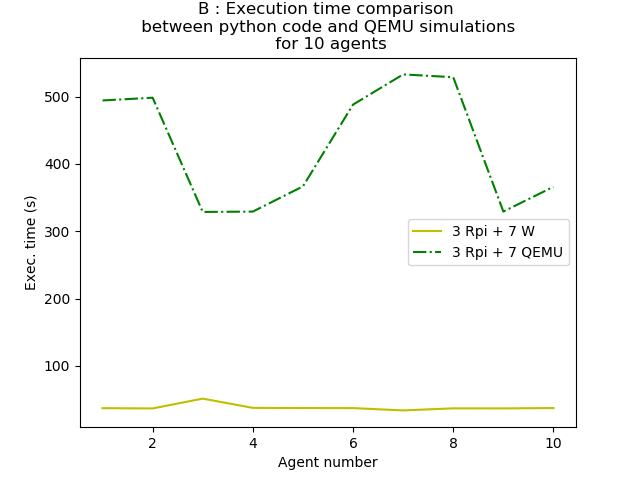 B : Execution time comparison
between python code and QEMU simulations
for 10 agents
Exec. time (s)
500
400
300
200
100
3 Rpi + 7 W
3 Rpi + 7 QEMU
2
4
6
8
10
Agent number